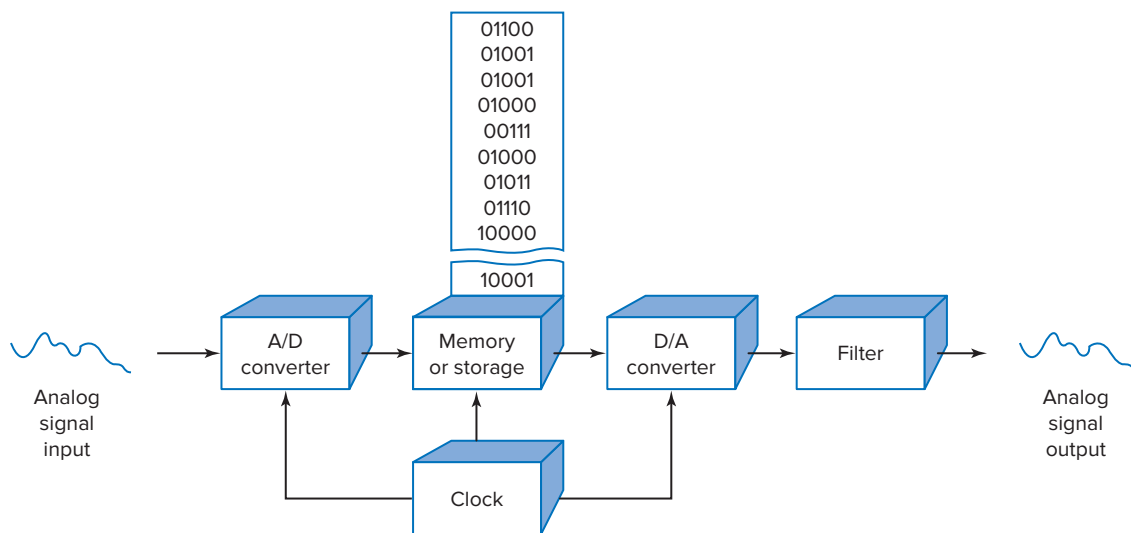 01100
01001
01001
01000
00111
01000
01011
01110
10000
10001
A/D
converter
Memory
or storage
D/A
converter
Filter
Analog
signal
input
Analog
signal
output
Clock